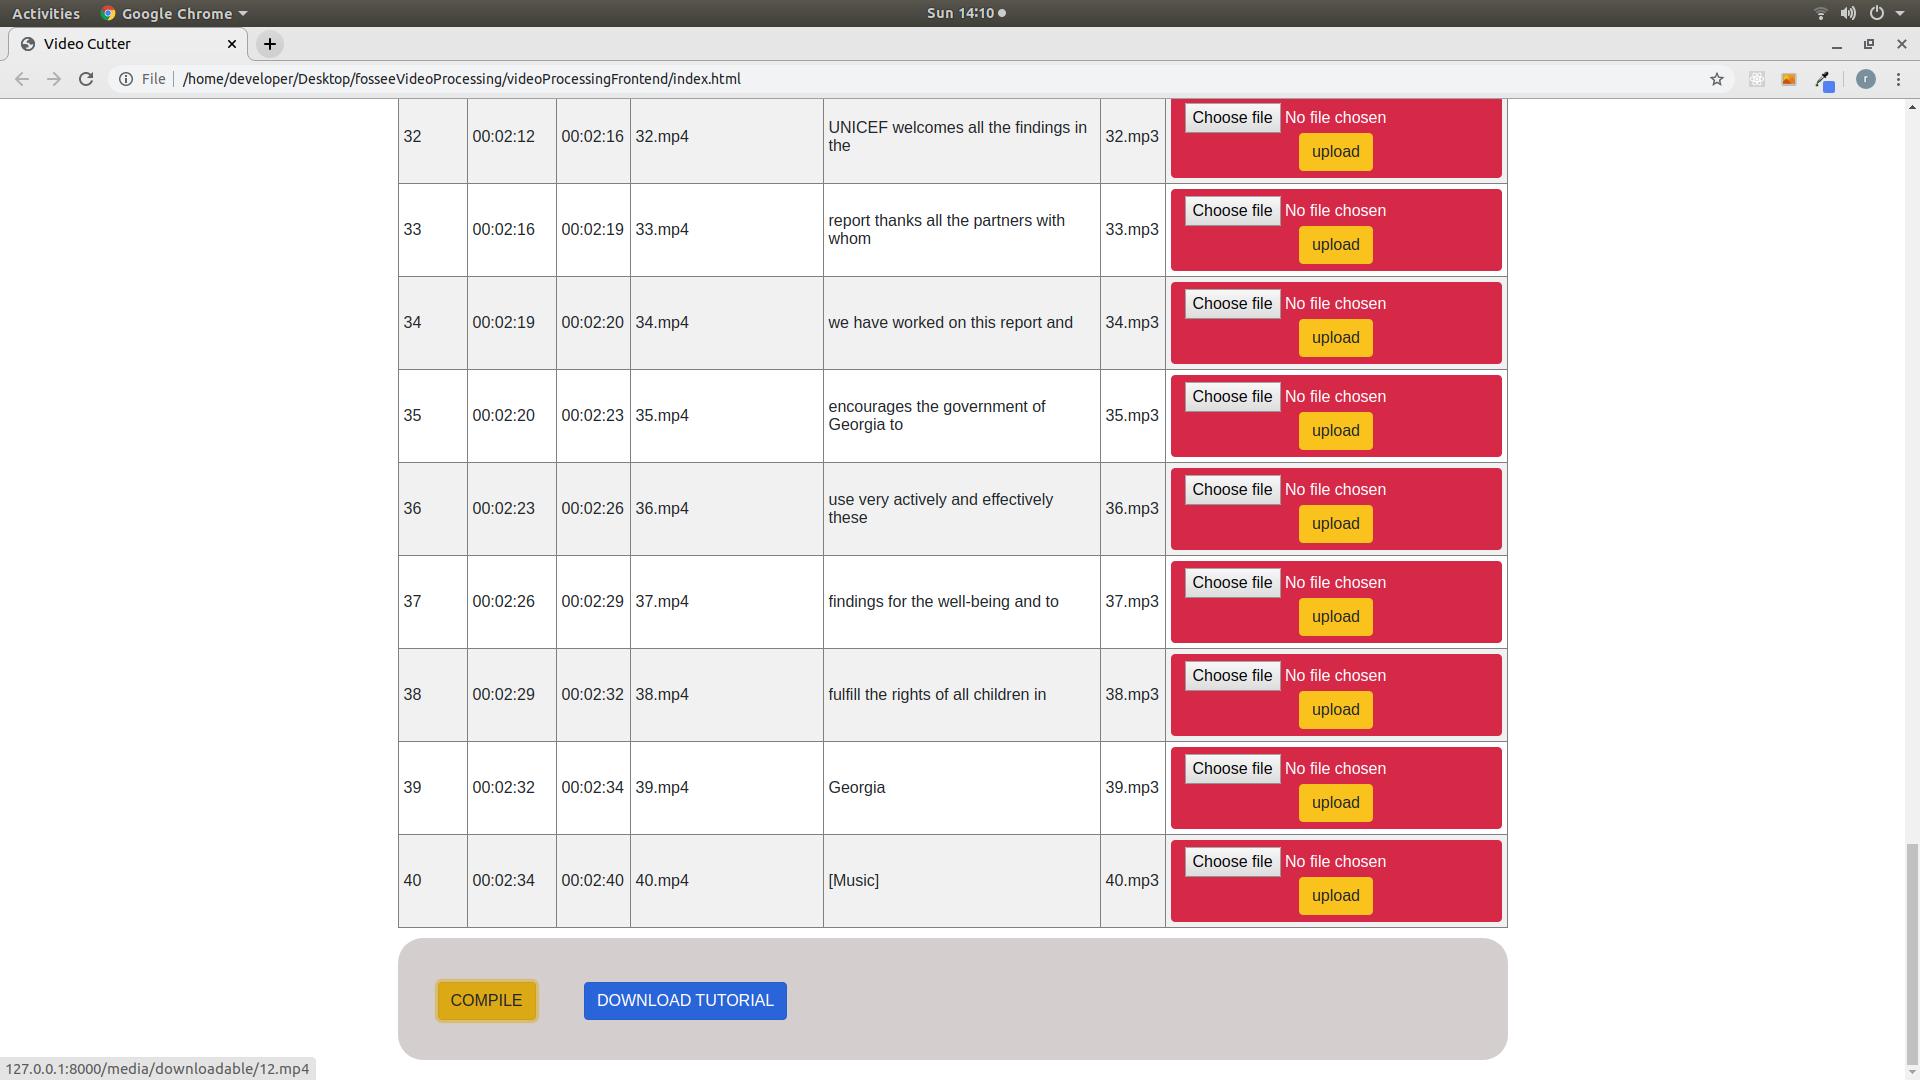 Activities Google Chrome Sun 14:10
Video Cutter
File /home/developer/Desktop/fosseeVideoProcessing/videoProcessingFrontend/index.html r
32 00:02:12 00:02:16 32.mp4 UNICEF welcomes all the findings in 32.mp3 Choose file No file chosen
the
upload
33 00:02:16 00:02:19 33.mp4 report thanks all the partners with 33.mp3 Choose file No file chosen
whom
upload
34 00:02:19 00:02:20 34.mp4 we have worked on this report and 34.mp3 Choose file No file chosen
upload
35 00:02:20 00:02:23 35.mp4 encourages the government of 35.mp3 Choose file No file chosen
Georgia to
upload
36 00:02:23 00:02:26 36.mp4 use very actively and effectively 36.mp3 Choose file No file chosen
these
upload
37 00:02:26 00:02:29 37.mp4 findings for the well-being and to 37.mp3 Choose file No file chosen
upload
38 00:02:29 00:02:32 38.mp4 fulfill the rights of all children in 38.mp3 Choose file No file chosen
upload
39 00:02:32 00:02:34 39.mp4 Georgia 39.mp3 Choose file No file chosen
upload
40 00:02:34 00:02:40 40.mp4 [Music] 40.mp3 Choose file No file chosen
upload
COMPILE DOWNLOAD TUTORIAL
127.0.0.1:8000/media/downloadable/12.mp4